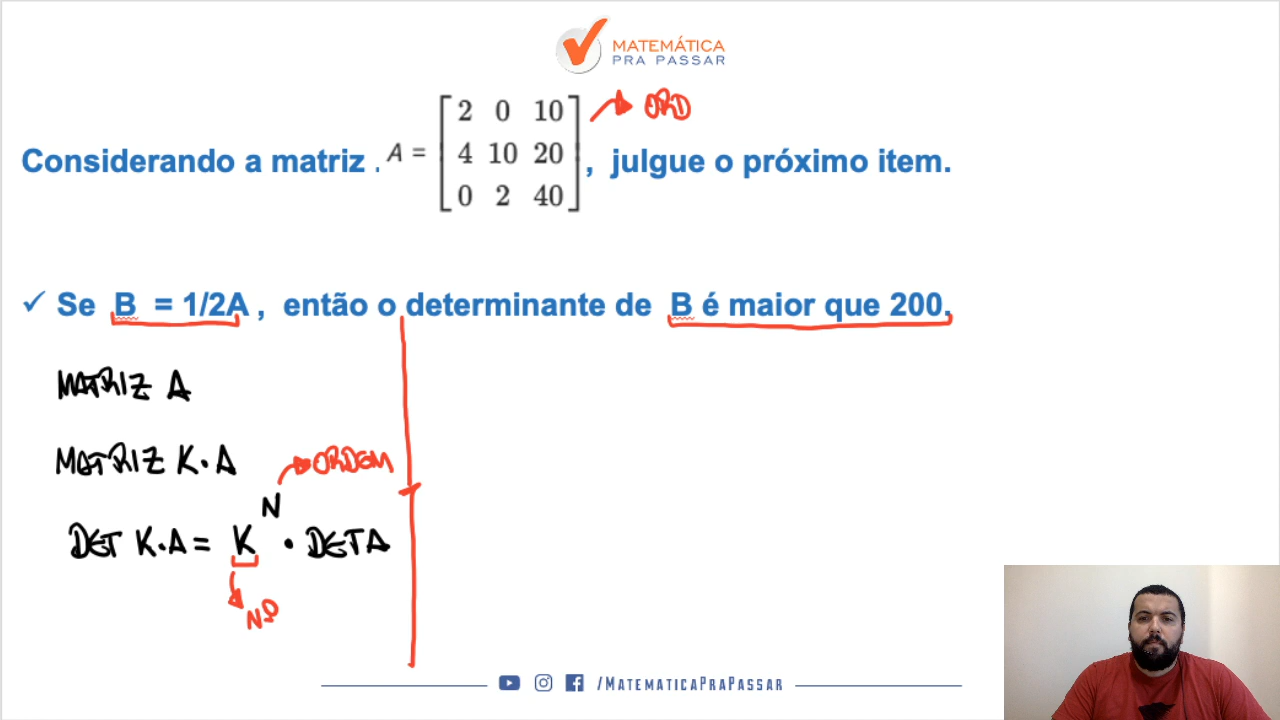 MATEMÁTICA
PRA PASSAR
2 0 10 → ORD
Considerando a matriz . A = 4 10 20 , julgue o próximo item.
0 2 40
✓ Se B = 1/2A , então o determinante de B é maior que 200.
MATRIZ A
MATRIZ K.A
N → ORDEM
DET K.A = K · DETA
Nº
/MATEMATICAPRAPASSAR